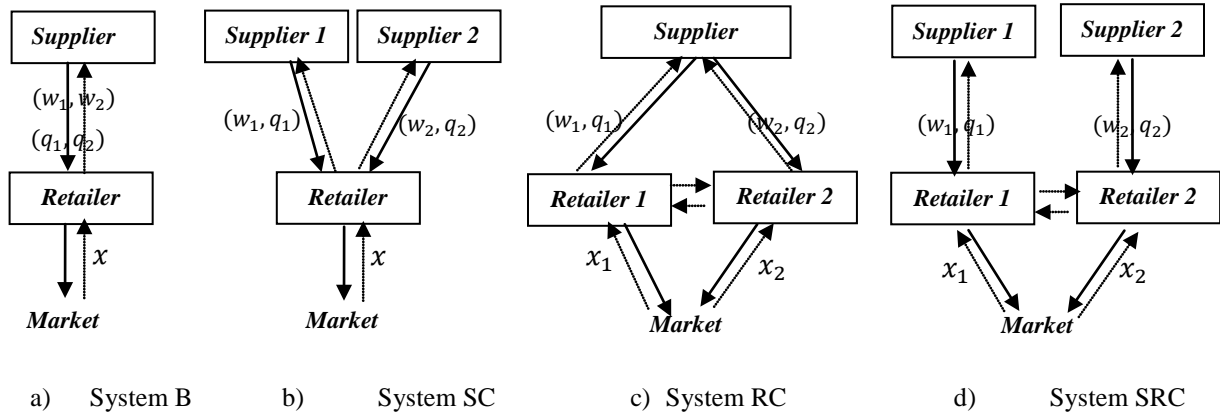 Supplier
(w₁, w₂)
(q₁, q₂)
Retailer
x
Market
a) System B
Supplier 1
Supplier 2
(w₁, q₁)
(w₂, q₂)
Retailer
x
Market
b) System SC
Supplier
(w₁, q₁)
(w₂, q₂)
Retailer 1
Retailer 2
x₁
x₂
Market
c) System RC
Supplier 1
Supplier 2
(w₁, q₁)
(w₂, q₂)
Retailer 1
Retailer 2
x₁
x₂
Market
d) System SRC